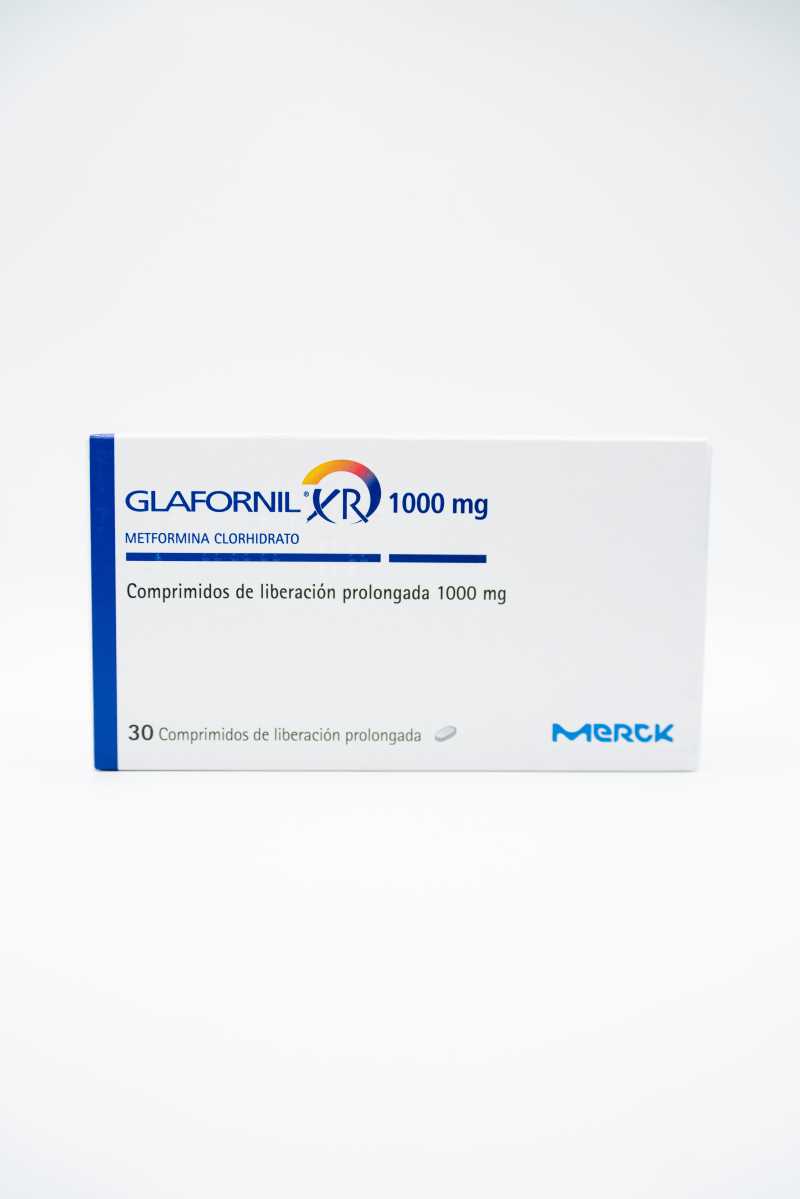 GLAFORNIL® XR 1000 mg
METFORMINA CLORHIDRATO
Comprimidos de liberación prolongada 1000 mg
30 Comprimidos de liberación prolongada
MERCK